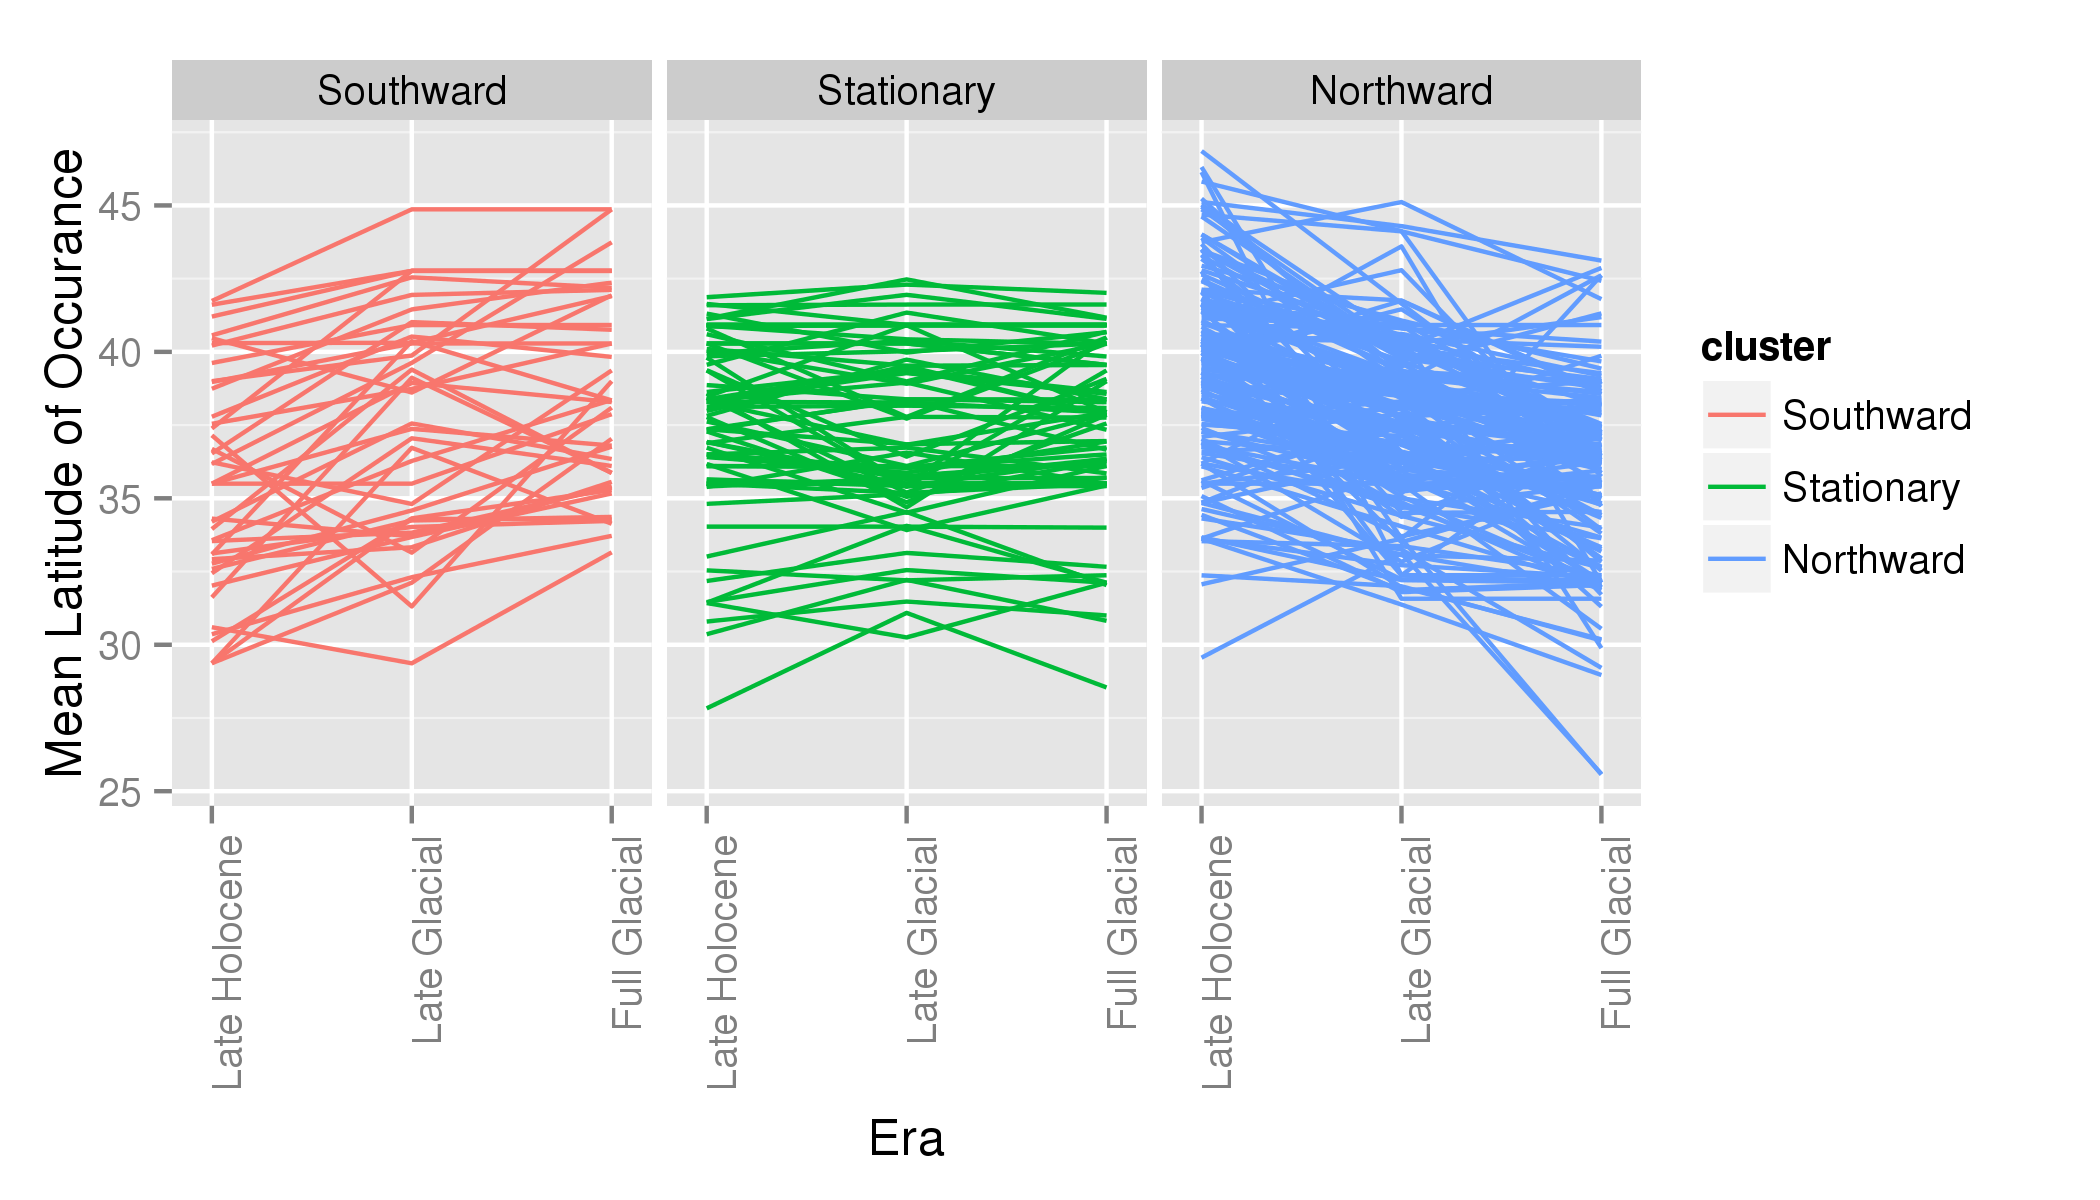 Southward
Stationary
Northward
Mean Latitude of Occurance
45
40
35
30
25
Late Holocene
Late Glacial
Full Glacial
Late Holocene
Late Glacial
Full Glacial
Late Holocene
Late Glacial
Full Glacial
Era
cluster
Southward
Stationary
Northward